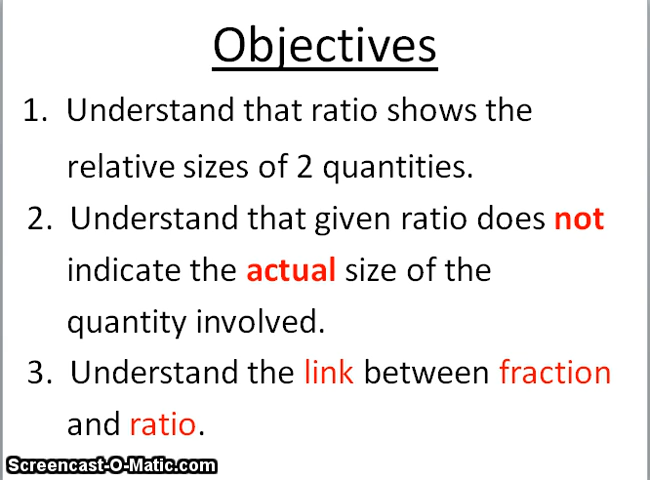 Objectives
1. Understand that ratio shows the
relative sizes of 2 quantities.
2. Understand that given ratio does not
indicate the actual size of the
quantity involved.
3. Understand the link between fraction
and ratio.
Screencast-O-Matic.com